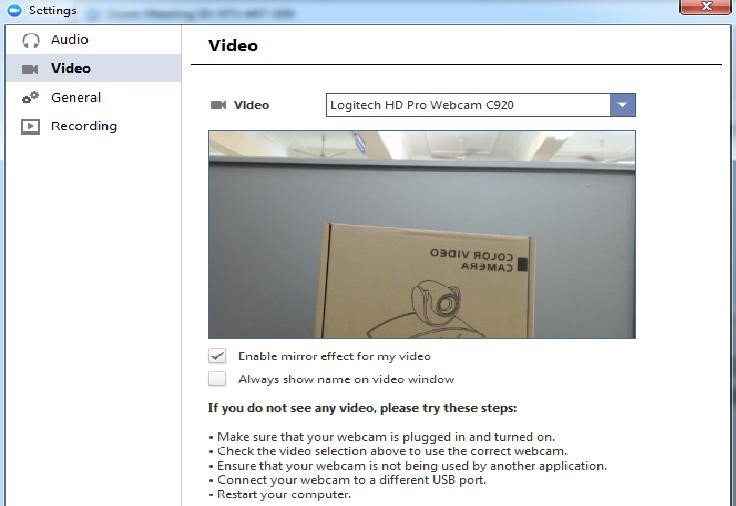 Settings
Audio
Video
General
Recording
Video
Video
Logitech HD Pro Webcam C920
COLOR VIDEO
CAMERA
Enable mirror effect for my video
Always show name on video window
If you do not see any video, please try these steps:
• Make sure that your webcam is plugged in and turned on.
• Check the video selection above to use the correct webcam.
• Ensure that your webcam is not being used by another application.
• Connect your webcam to a different USB port.
• Restart your computer.